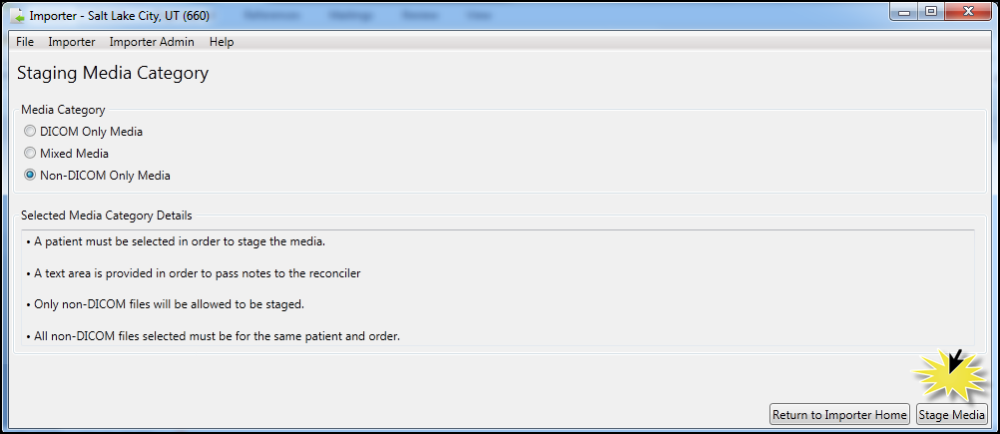 Importer - Salt Lake City, UT (660)
File Importer Importer Admin Help
Staging Media Category
Media Category
DICOM Only Media
Mixed Media
Non-DICOM Only Media
Selected Media Category Details
• A patient must be selected in order to stage the media.
• A text area is provided in order to pass notes to the reconciler
• Only non-DICOM files will be allowed to be staged.
• All non-DICOM files selected must be for the same patient and order.
Return to Importer Home Stage Media